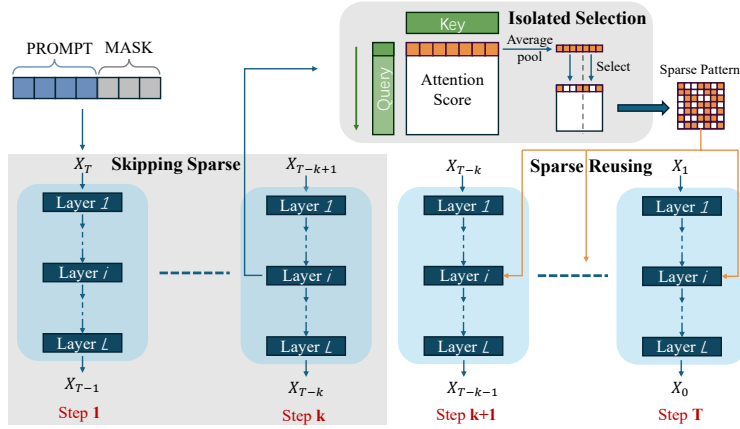 Isolated Selection
Key
PROMPT MASK
Query
Attention
Score
Average
pool
Select
Sparse Pattern
Skipping Sparse
Sparse Reusing
X_T
X_{T-k+1}
X_{T-k}
X_1
Layer 1
Layer 1
Layer 1
Layer 1
Layer i
Layer i
Layer i
Layer i
Layer L
Layer L
Layer L
Layer L
X_{T-1}
X_{T-k}
X_{T-k-1}
X_0
Step 1
Step k
Step k+1
Step T